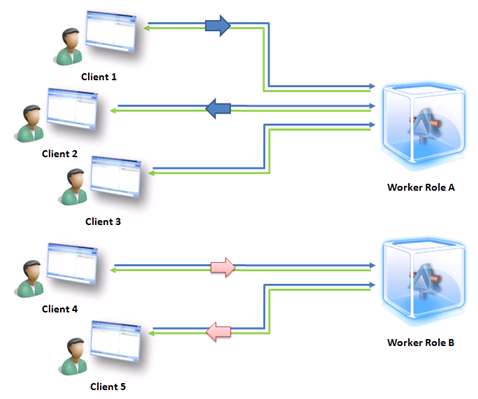 Client 1
Client 2
Worker Role A
Client 3
Client 4
Worker Role B
Client 5